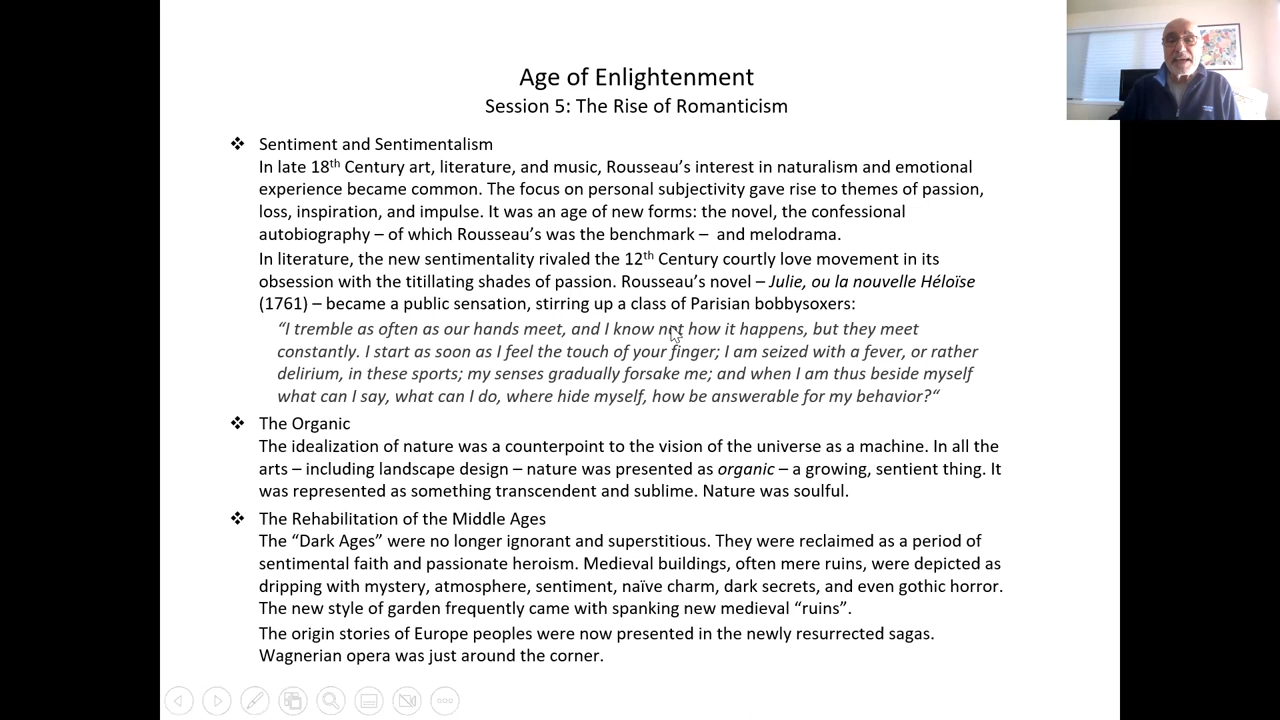 Age of Enlightenment
Session 5: The Rise of Romanticism
❖ Sentiment and Sentimentalism
In late 18th Century art, literature, and music, Rousseau’s interest in naturalism and emotional
experience became common. The focus on personal subjectivity gave rise to themes of passion,
loss, inspiration, and impulse. It was an age of new forms: the novel, the confessional
autobiography – of which Rousseau’s was the benchmark – and melodrama.
In literature, the new sentimentality rivaled the 12th Century courtly love movement in its
obsession with the titillating shades of passion. Rousseau’s novel – Julie, ou la nouvelle Héloïse
(1761) – became a public sensation, stirring up a class of Parisian bobbysoxers:
“I tremble as often as our hands meet, and I know not how it happens, but they meet
constantly. I start as soon as I feel the touch of your finger; I am seized with a fever, or rather
delirium, in these sports; my senses gradually forsake me; and when I am thus beside myself
what can I say, what can I do, where hide myself, how be answerable for my behavior?“
❖ The Organic
The idealization of nature was a counterpoint to the vision of the universe as a machine. In all the
arts – including landscape design – nature was presented as organic – a growing, sentient thing. It
was represented as something transcendent and sublime. Nature was soulful.
❖ The Rehabilitation of the Middle Ages
The “Dark Ages” were no longer ignorant and superstitious. They were reclaimed as a period of
sentimental faith and passionate heroism. Medieval buildings, often mere ruins, were depicted as
dripping with mystery, atmosphere, sentiment, naïve charm, dark secrets, and even gothic horror.
The new style of garden frequently came with spanking new medieval “ruins”.
The origin stories of Europe peoples were now presented in the newly resurrected sagas.
Wagnerian opera was just around the corner.